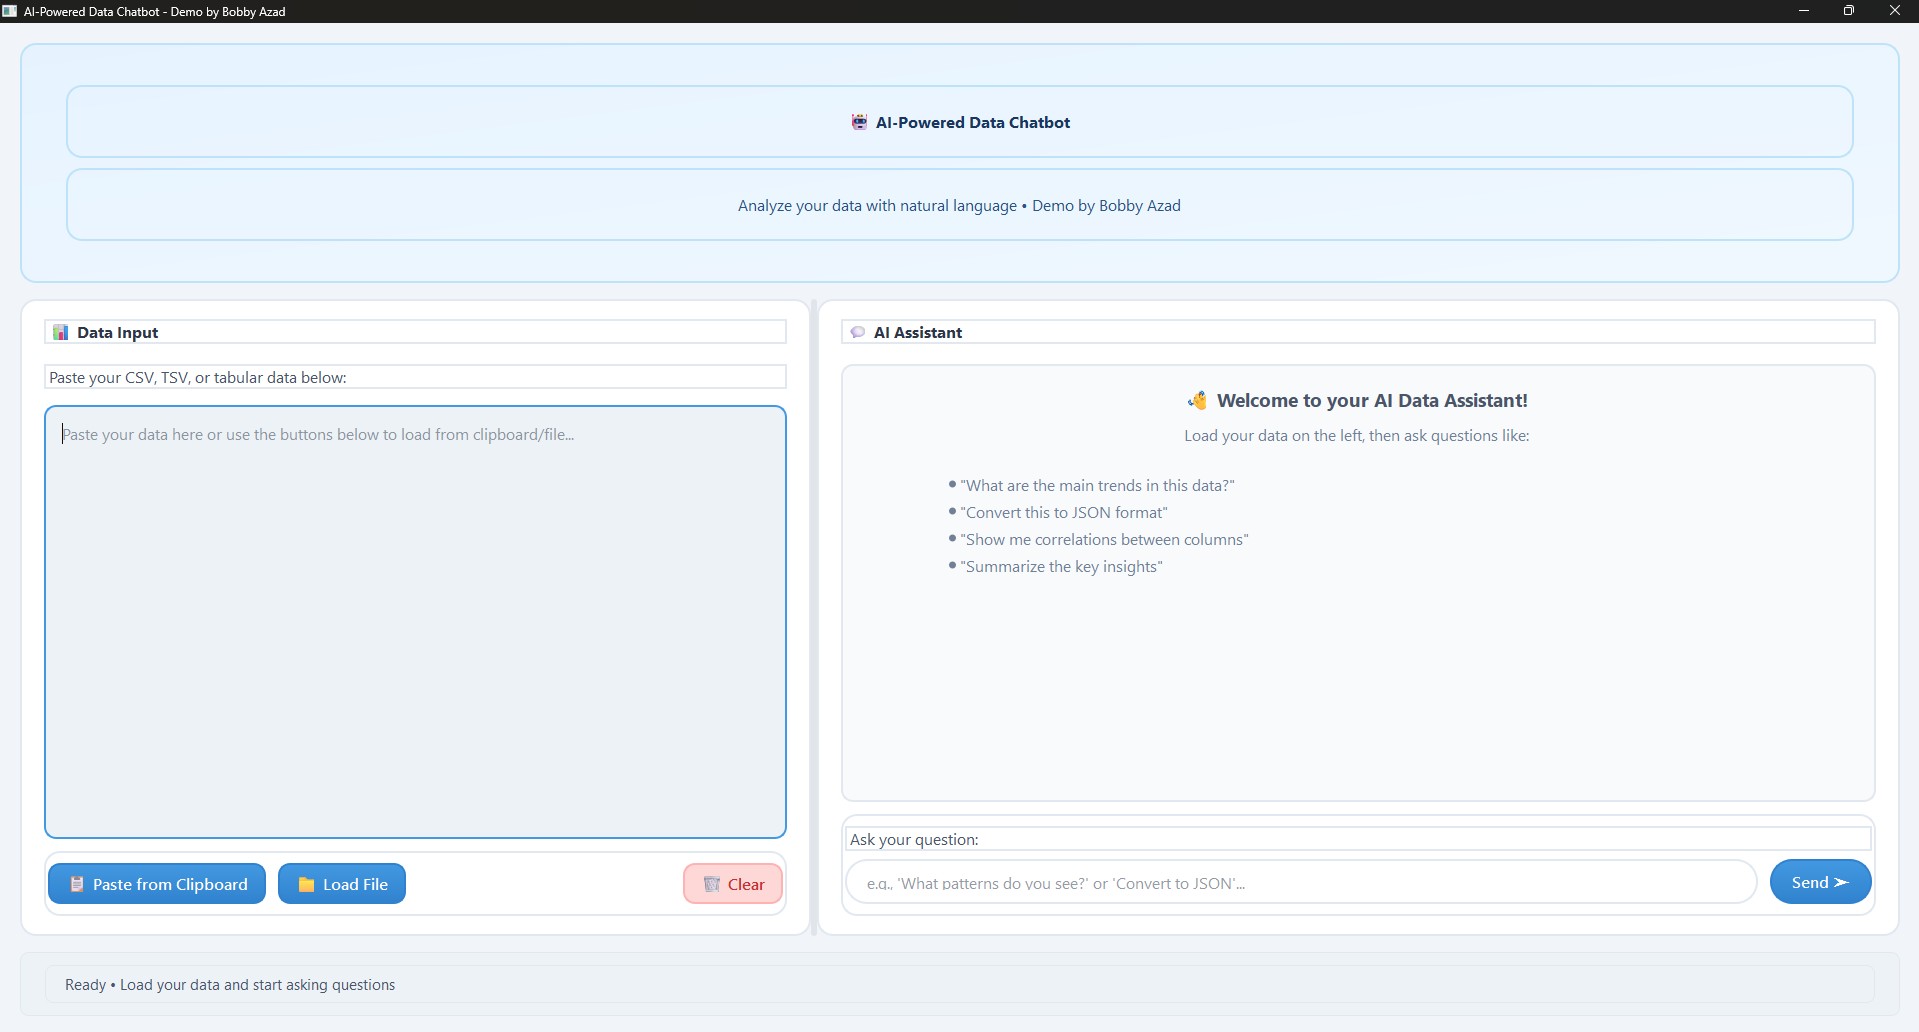 AI-Powered Data Chatbot - Demo by Bobby Azad
AI-Powered Data Chatbot
Analyze your data with natural language • Demo by Bobby Azad
Data Input
Paste your CSV, TSV, or tabular data below:
Paste your data here or use the buttons below to load from clipboard/file...
Paste from Clipboard
Load File
Clear
AI Assistant
Welcome to your AI Data Assistant!
Load your data on the left, then ask questions like:
• "What are the main trends in this data?"
• "Convert this to JSON format"
• "Show me correlations between columns"
• "Summarize the key insights"
Ask your question:
e.g., 'What patterns do you see?' or 'Convert to JSON'...
Send ➤
Ready • Load your data and start asking questions